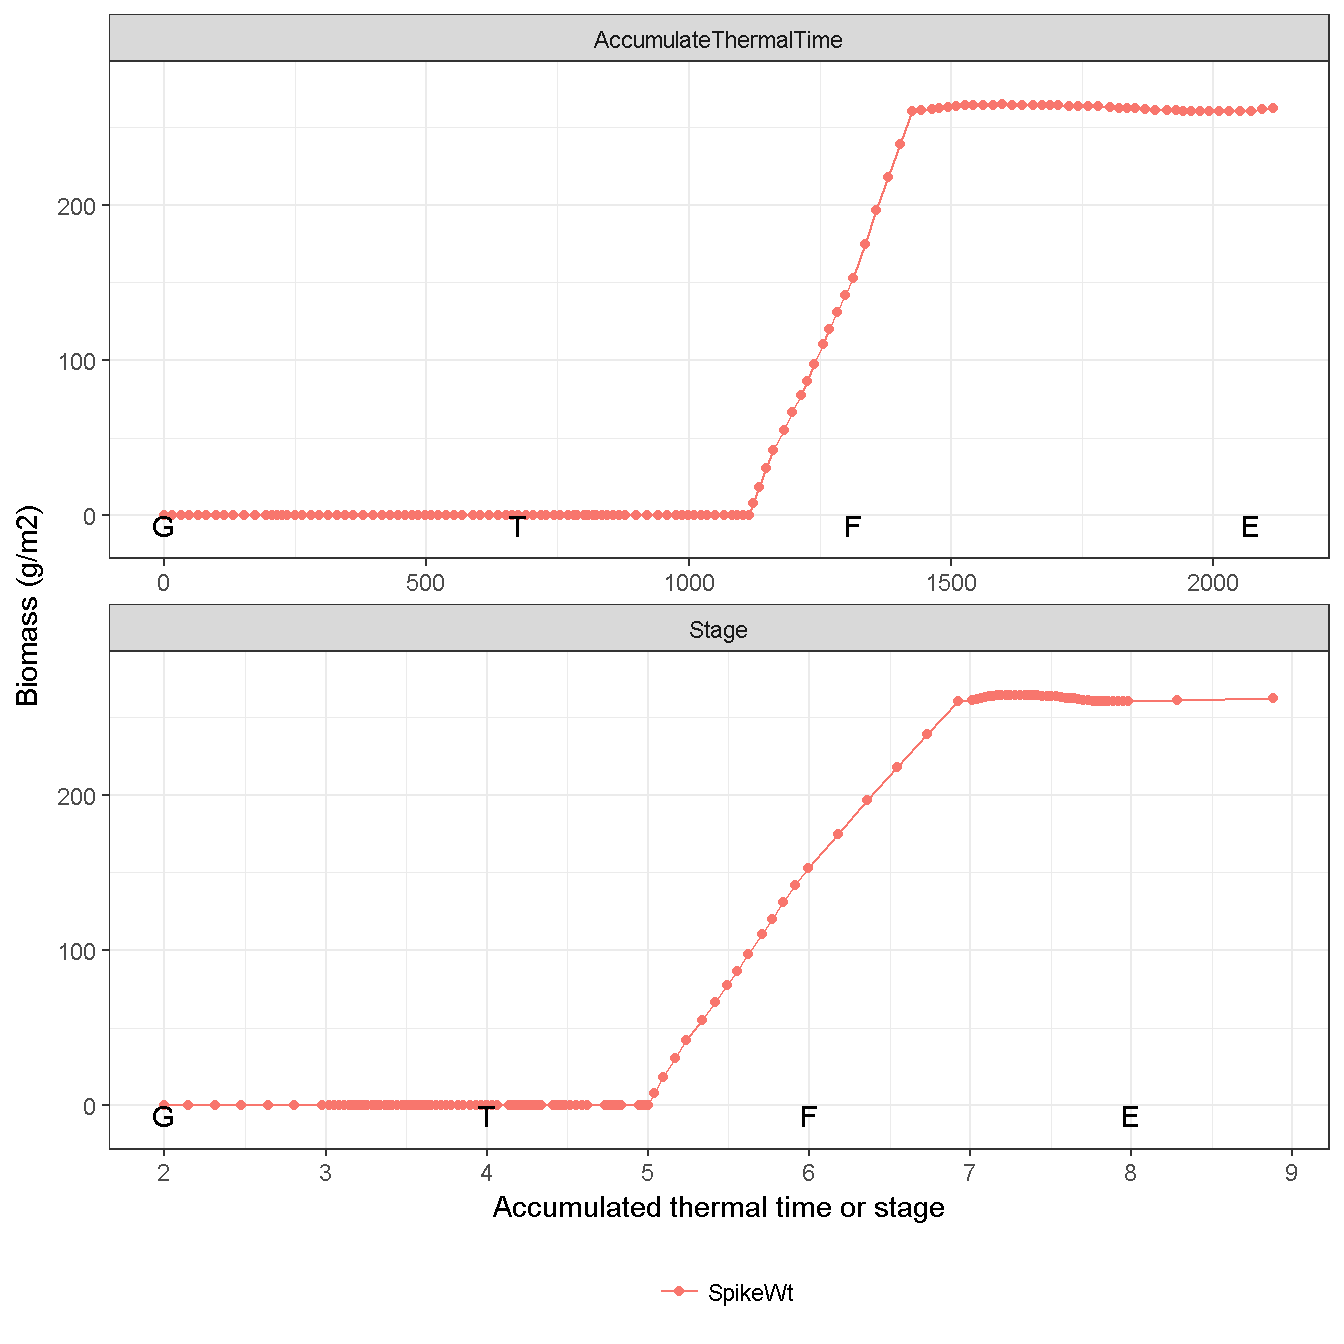 AccumulateThermalTime
200
100
0
G T F E
0 500 1000 1500 2000
Biomass (g/m2)
Stage
200
100
0
G T F E
2 3 4 5 6 7 8 9
Accumulated thermal time or stage
SpikeWt